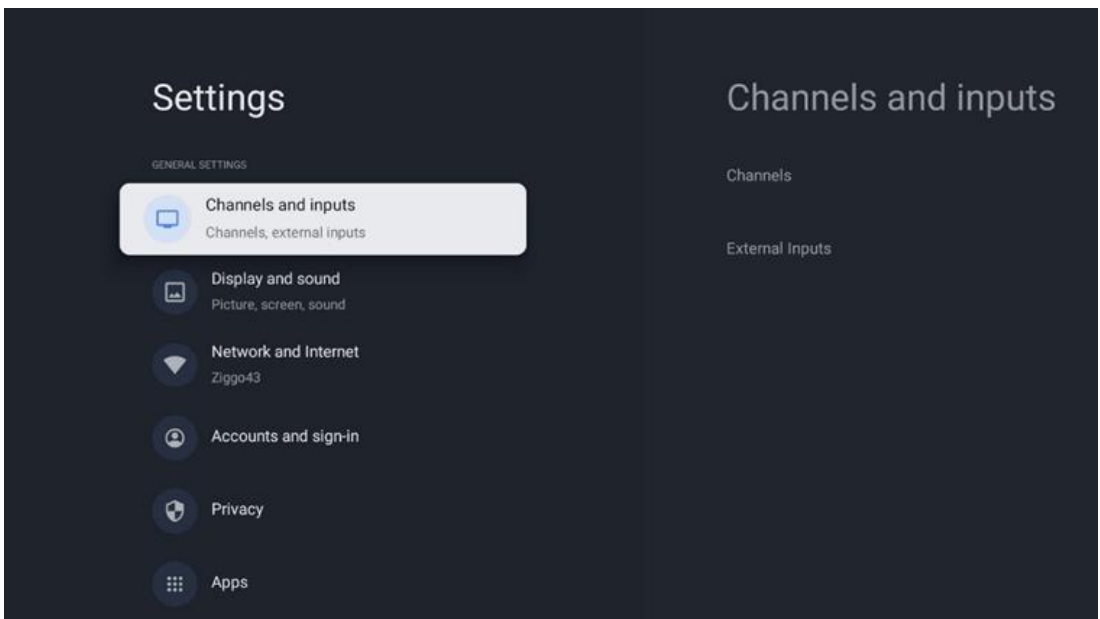 Settings
GENERAL SETTINGS
Channels and inputs
Channels, external inputs
Display and sound
Picture, screen, sound
Network and Internet
Ziggo43
Accounts and sign-in
Privacy
Apps
Channels and inputs
Channels
External Inputs